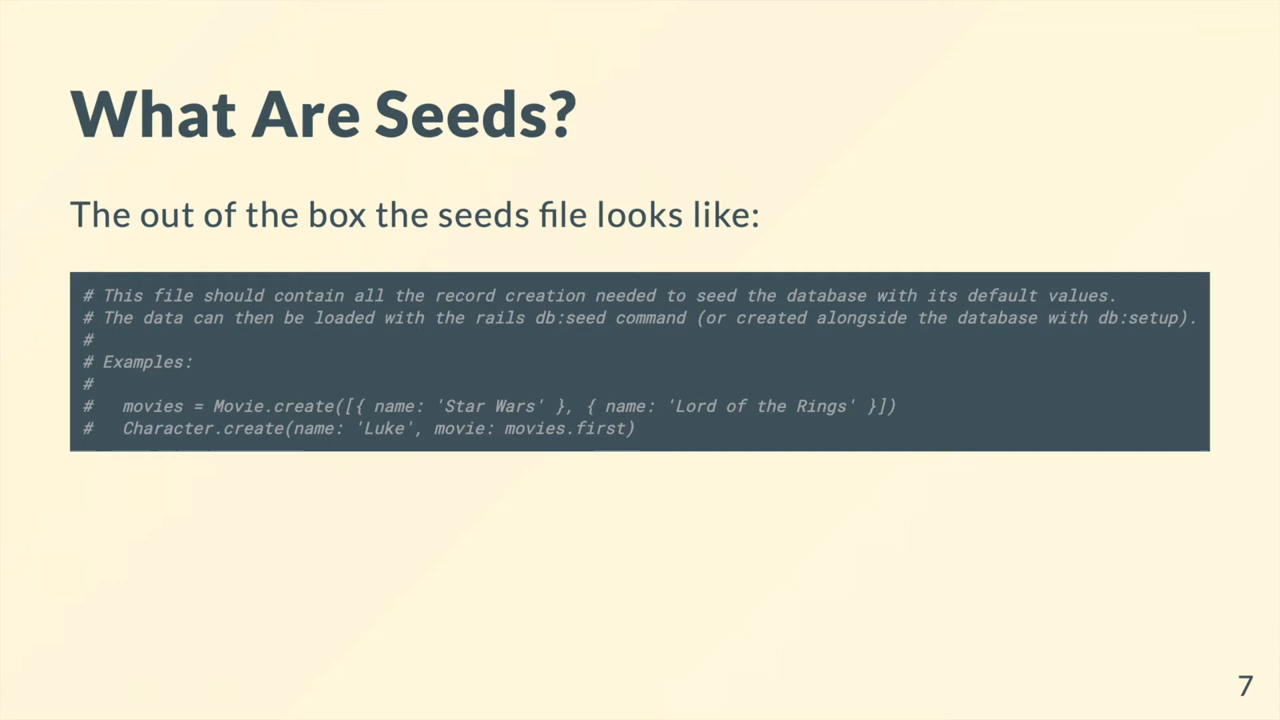 What Are Seeds?
The out of the box the seeds file looks like:
# This file should contain all the record creation needed to seed the database with its default values.
# The data can then be loaded with the rails db:seed command (or created alongside the database with db:setup).
#
# Examples:
#
#   movies = Movie.create([{ name: 'Star Wars' }, { name: 'Lord of the Rings' }])
#   Character.create(name: 'Luke', movie: movies.first)
7